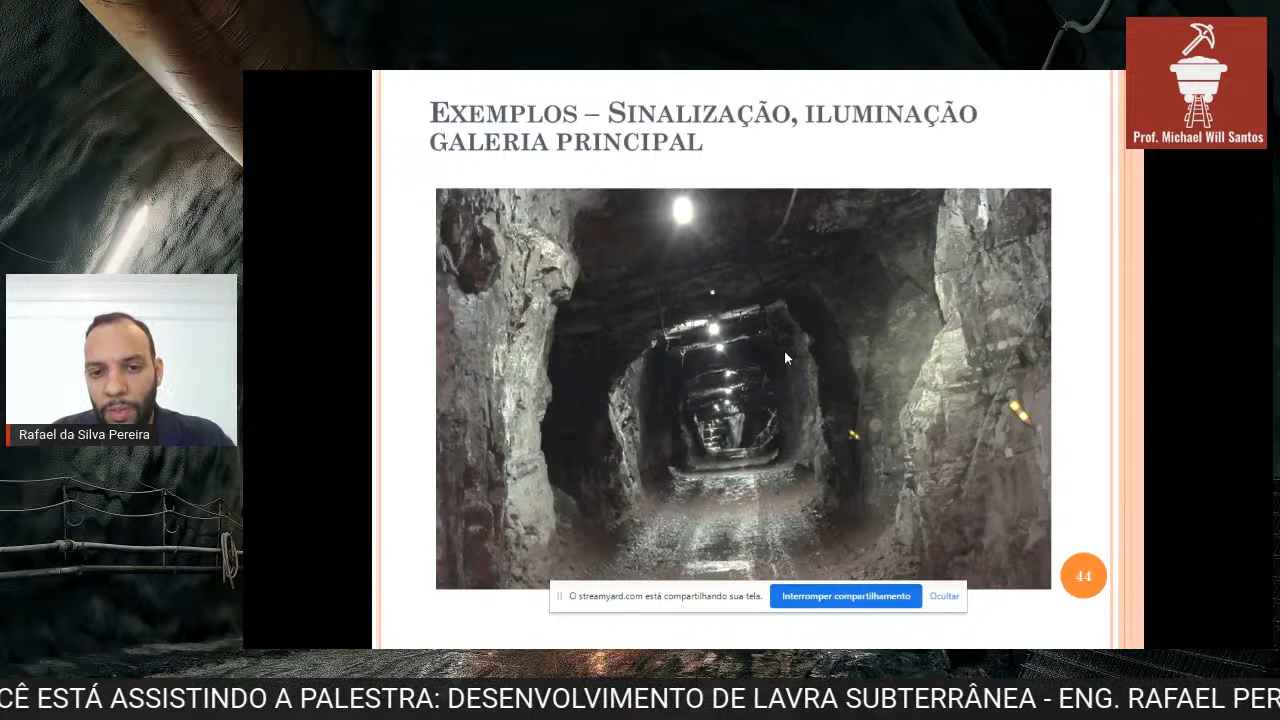 EXEMPLOS – SINALIZAÇÃO, ILUMINAÇÃO
GALERIA PRINCIPAL
Prof. Michael Will Santos
Rafael da Silva Pereira
44
O streamyard.com está compartilhando sua tela.
Interromper compartilhamento
Ocultar
CÊ ESTÁ ASSISTINDO A PALESTRA: DESENVOLVIMENTO DE LAVRA SUBTERRÂNEA - ENG. RAFAEL PER